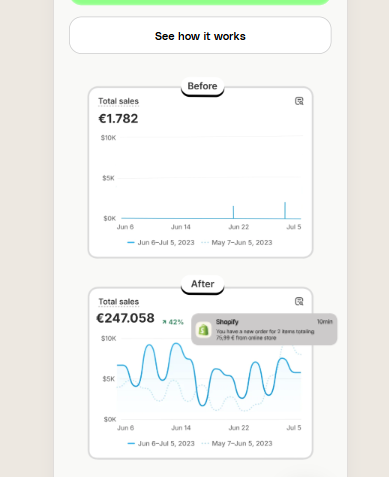 See how it works
Before
Total sales
€1.782
$10K
$5K
$0K
Jun 6 Jun 14 Jun 22 Jul 5
Jun 6–Jul 5, 2023 May 7–Jun 5, 2023
After
Total sales
€247.058 ↗ 42%
Shopify 10min
You have a new order for 3 items totaling
75,99 € from online store
$10K
$5K
$0K
Jun 6 Jun 14 Jun 22 Jul 5
Jun 6–Jul 5, 2023 May 7–Jun 5, 2023